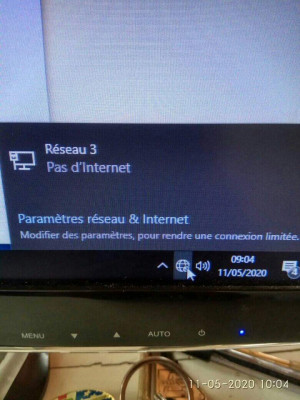 Réseau 3
Pas d'Internet
Paramètres réseau & Internet
Modifier des paramètres, pour rendre une connexion limitée.
09:04
11/05/2020
4
MENU
AUTO
11-05-2020 10:04